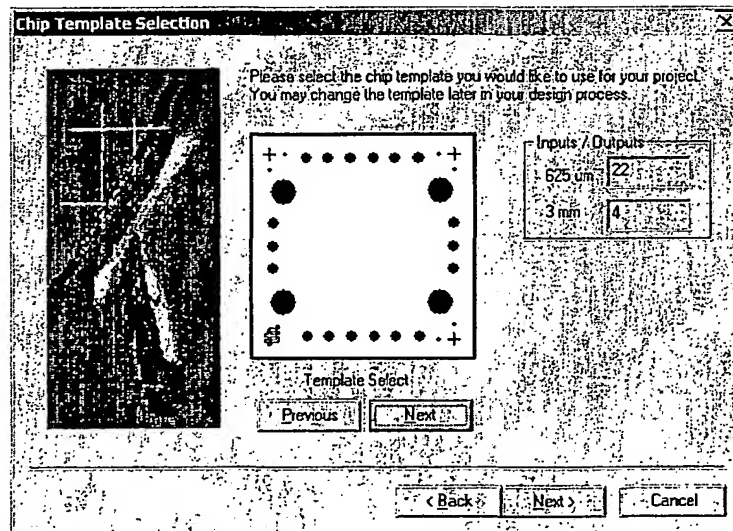 Chip Template Selection
Please select the chip template you would like to use for your project.
You may change the template later in your design process.
Inputs / Outputs
625 um 22
3 mm 4
Template Select
Previous Next
< Back Next > Cancel